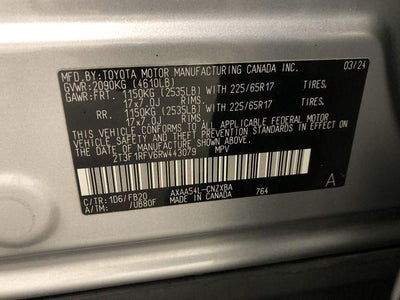 MFD.BY:TOYOTA MOTOR MANUFACTURING CANADA INC. 03/24
GVWR:2090KG (4610LB)
GAWR:FRT. 1150KG (2535LB) WITH 225/65R17 TIRES.
17x7.0J RIMS.
RR. 1150KG (2535LB) WITH 225/65R17 TIRES.
17x7.0J RIMS.
THIS VEHICLE CONFORMS TO ALL APPLICABLE FEDERAL MOTOR
VEHICLE SAFETY AND THEFT PREVENTION STANDARDS IN EFFECT
ON THE DATE OF MANUFACTURE SHOWN ABOVE.
2T3F1RFV6RW443079 MPV
C/TR:1D6/FB20 AXAA54L-CNZXBA 764 A
A/TM: /UB80F MADE IN CANADA